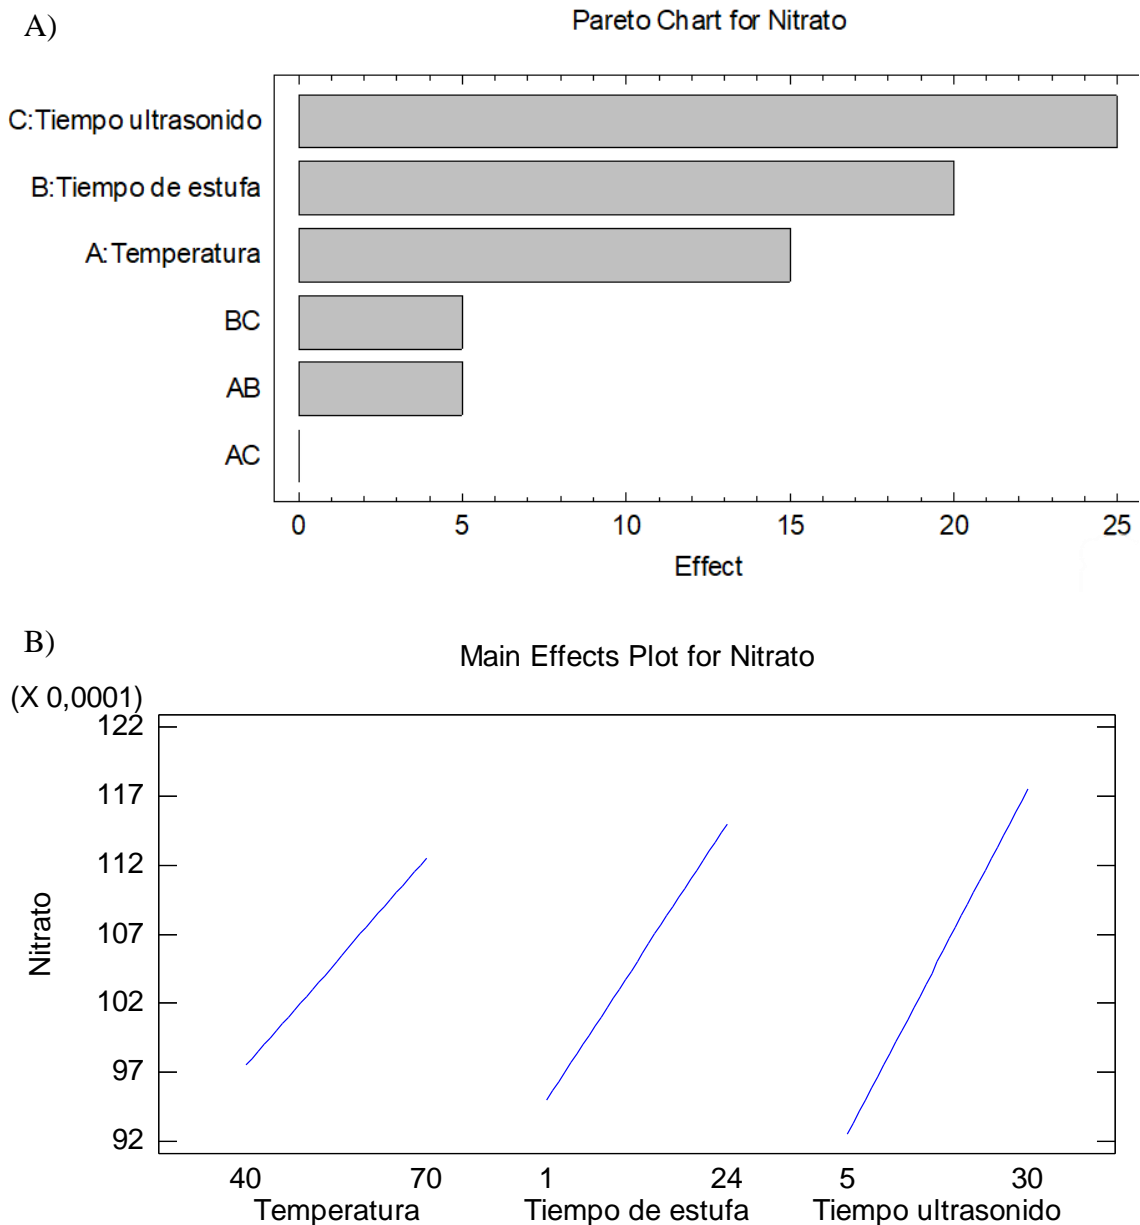 A)
Pareto Chart for Nitrato
C:Tiempo ultrasonido
B:Tiempo de estufa
A:Temperatura
BC
AB
AC
0 5 10 15 20 25
Effect
B)
Main Effects Plot for Nitrato
(X 0,0001)
122
117
112
107
102
97
92
Nitrato
40 70 1 24 5 30
Temperatura Tiempo de estufa Tiempo ultrasonido